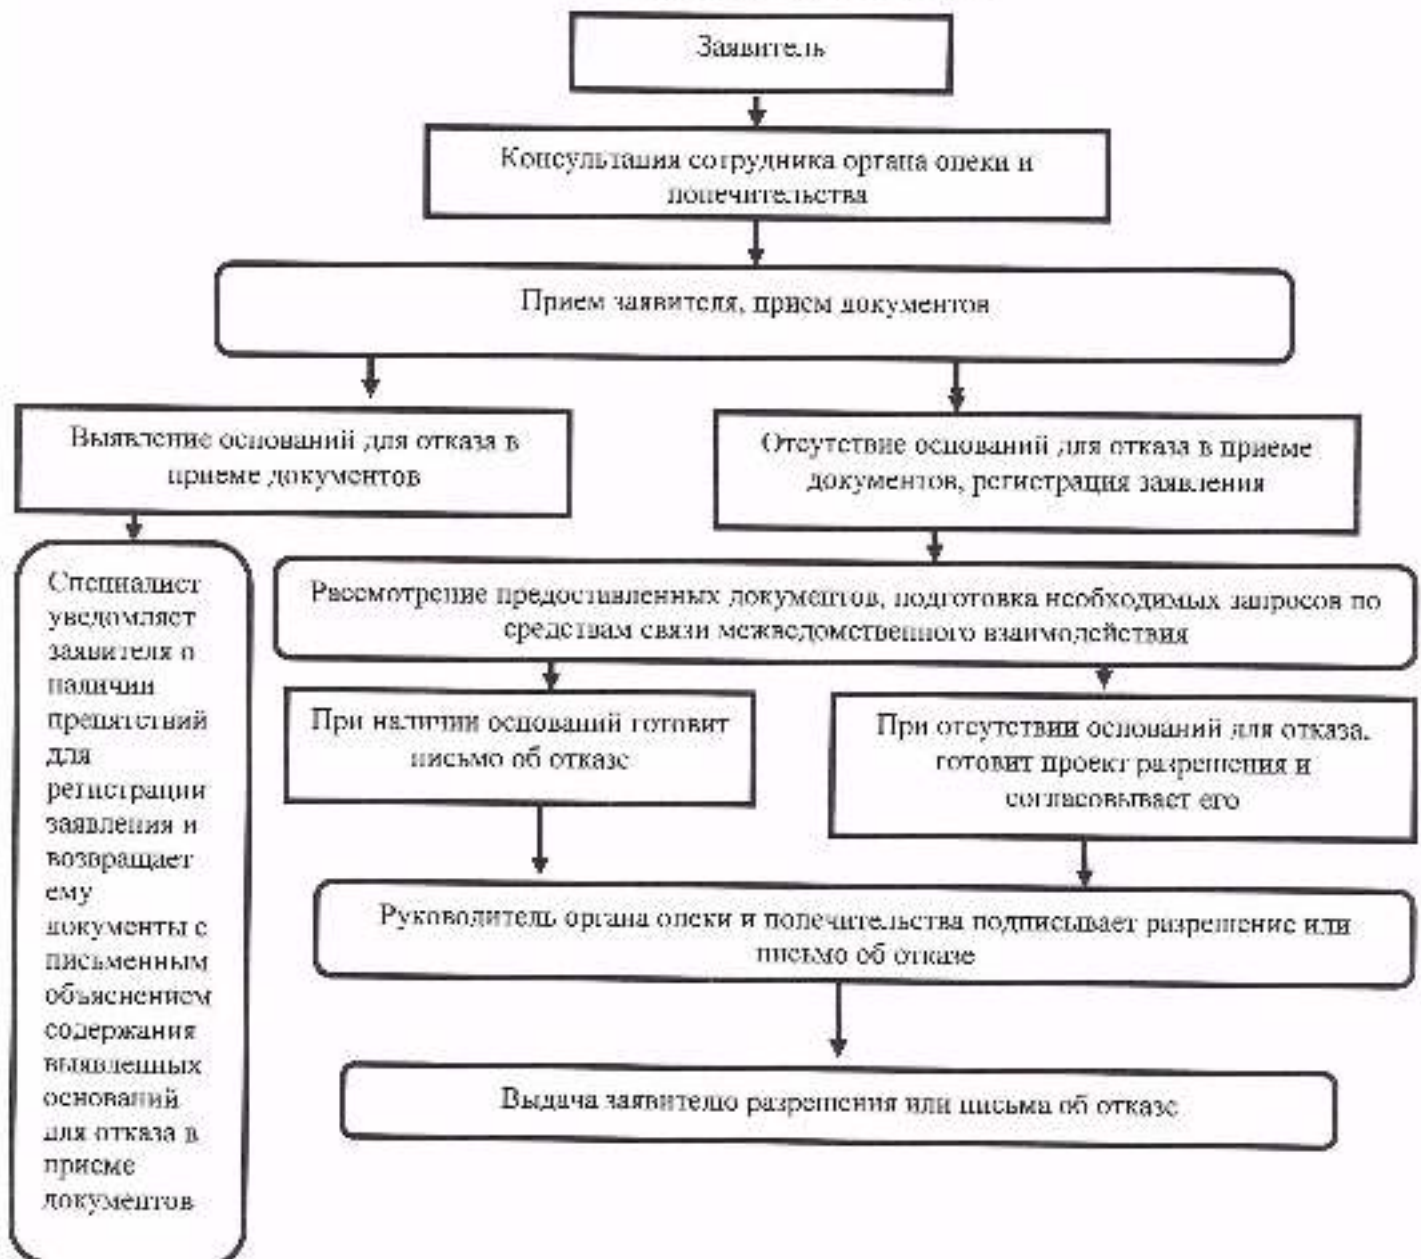 Заявитель
Консультация сотрудника органа опеки и
попечительства
Прием заявителя, прием документов
Выявление оснований для отказа в
приеме документов
Отсутствие оснований для отказа в приеме
документов, регистрация заявления
Специалист
уведомляет
заявителя о
наличии
препятствий
для
регистрации
заявления и
возвращает
ему
документы с
письменным
объяснением
содержания
выявленных
оснований
для отказа в
приеме
документов
Рассмотрение предоставленных документов, подготовка необходимых запросов по
средствам связи межведомственного взаимодействия
При наличии оснований готовит
письмо об отказе
При отсутствии оснований для отказа.
готовит проект разрешения и
согласовывает его
Руководитель органа опеки и попечительства подписывает разрешение или
письмо об отказе
Выдача заявителю разрешения или письма об отказе